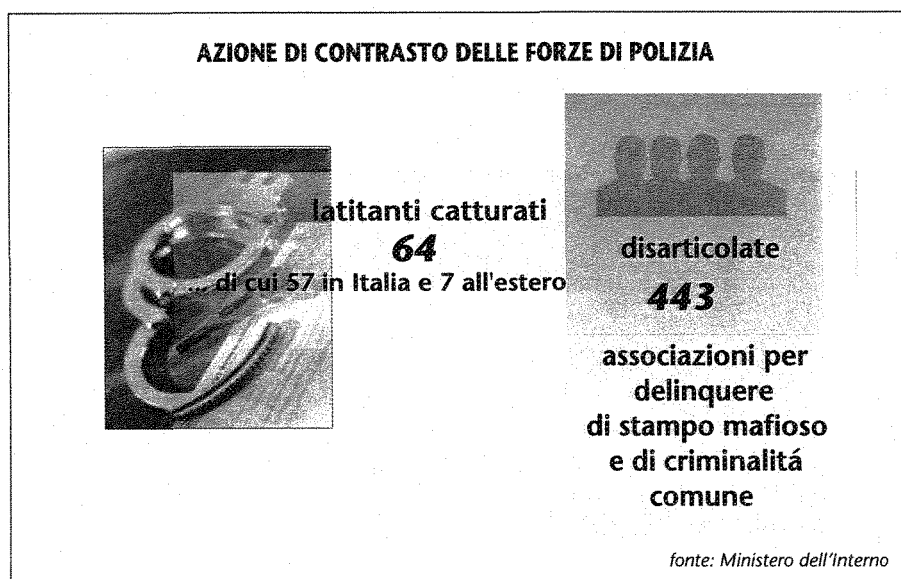 AZIONE DI CONTRASTO DELLE FORZE DI POLIZIA
latitanti catturati
64
... di cui 57 in Italia e 7 all'estero
disarticolate
443
associazioni per
delinquere
di stampo mafioso
e di criminalitá
comune
fonte: Ministero dell'Interno